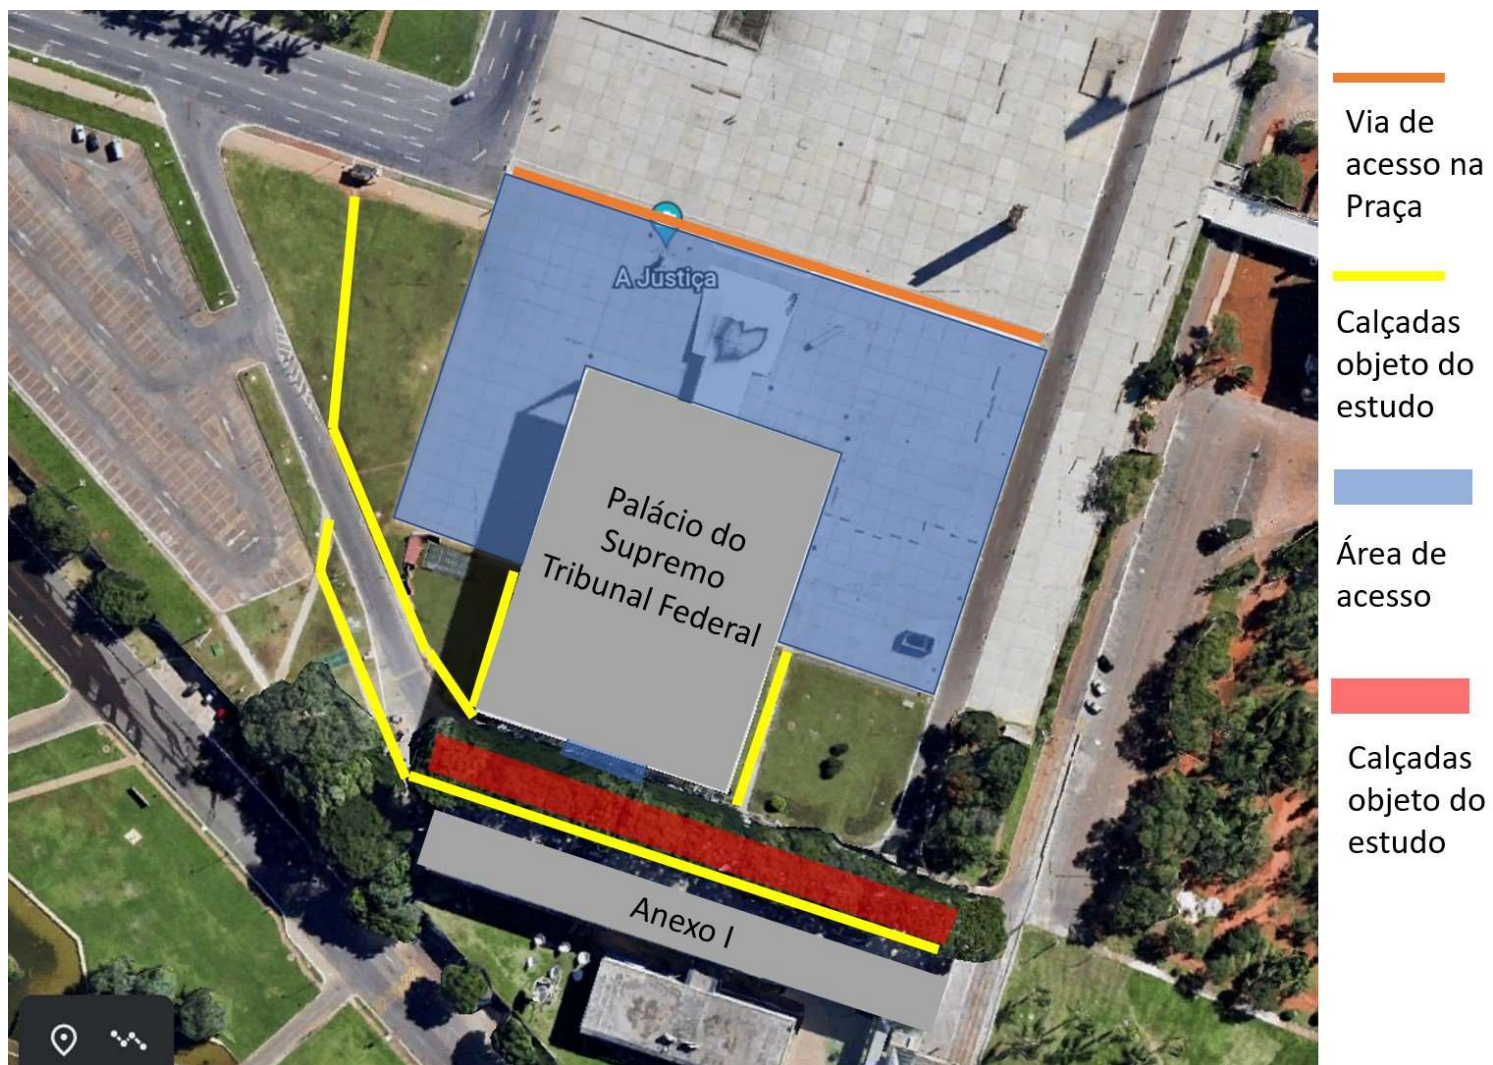 Via de
acesso na
Praça
A Justiça
Calçadas
objeto do
estudo
Palácio do
Supremo
Tribunal Federal
Área de
acesso
Calçadas
objeto do
estudo
Anexo I